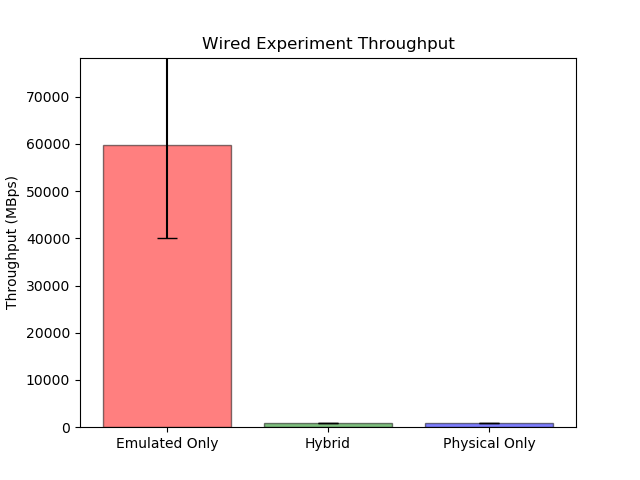 Wired Experiment Throughput
Throughput (MBps)
70000
60000
50000
40000
30000
20000
10000
0
Emulated Only
Hybrid
Physical Only